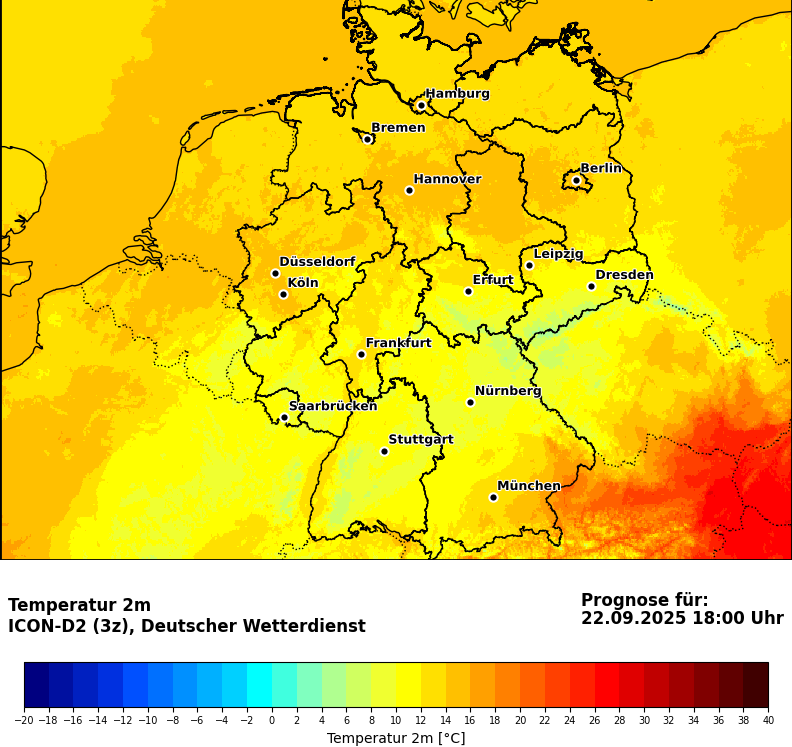 Hamburg
Bremen
Berlin
Hannover
Leipzig
Düsseldorf
Dresden
Erfurt
Köln
Frankfurt
Nürnberg
Saarbrücken
Stuttgart
München
Temperatur 2m
ICON-D2 (3z), Deutscher Wetterdienst
Prognose für:
22.09.2025 18:00 Uhr
−20 −18 −16 −14 −12 −10 −8 −6 −4 −2 0 2 4 6 8 10 12 14 16 18 20 22 24 26 28 30 32 34 36 38 40
Temperatur 2m [°C]